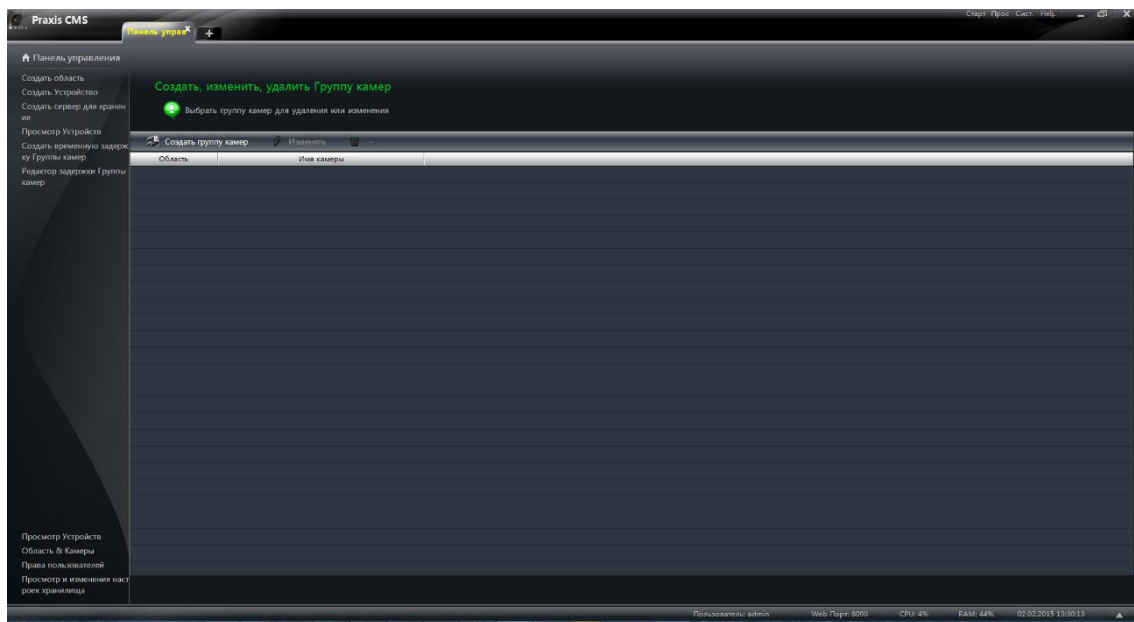 Praxis CMS
Старт Прос Сист. Help
Панель управ x +
Панель управления
Создать область
Создать Устройство
Создать сервер для хранен
ия
Просмотр Устройств
Создать временную задерж
ку Группы камер
Редактор задержки Группы
камер
Создать, изменить, удалить Группу камер
Выбрать группу камер для удаления или изменения
Создать группу камер Изменить
Область Имя камеры
Просмотр Устройств
Область & Камеры
Права пользователей
Просмотр и изменения наст
роек хранилища
Пользователь: admin Web Порт: 8090 CPU: 4% RAM: 44% 02.02.2015 13:30:13